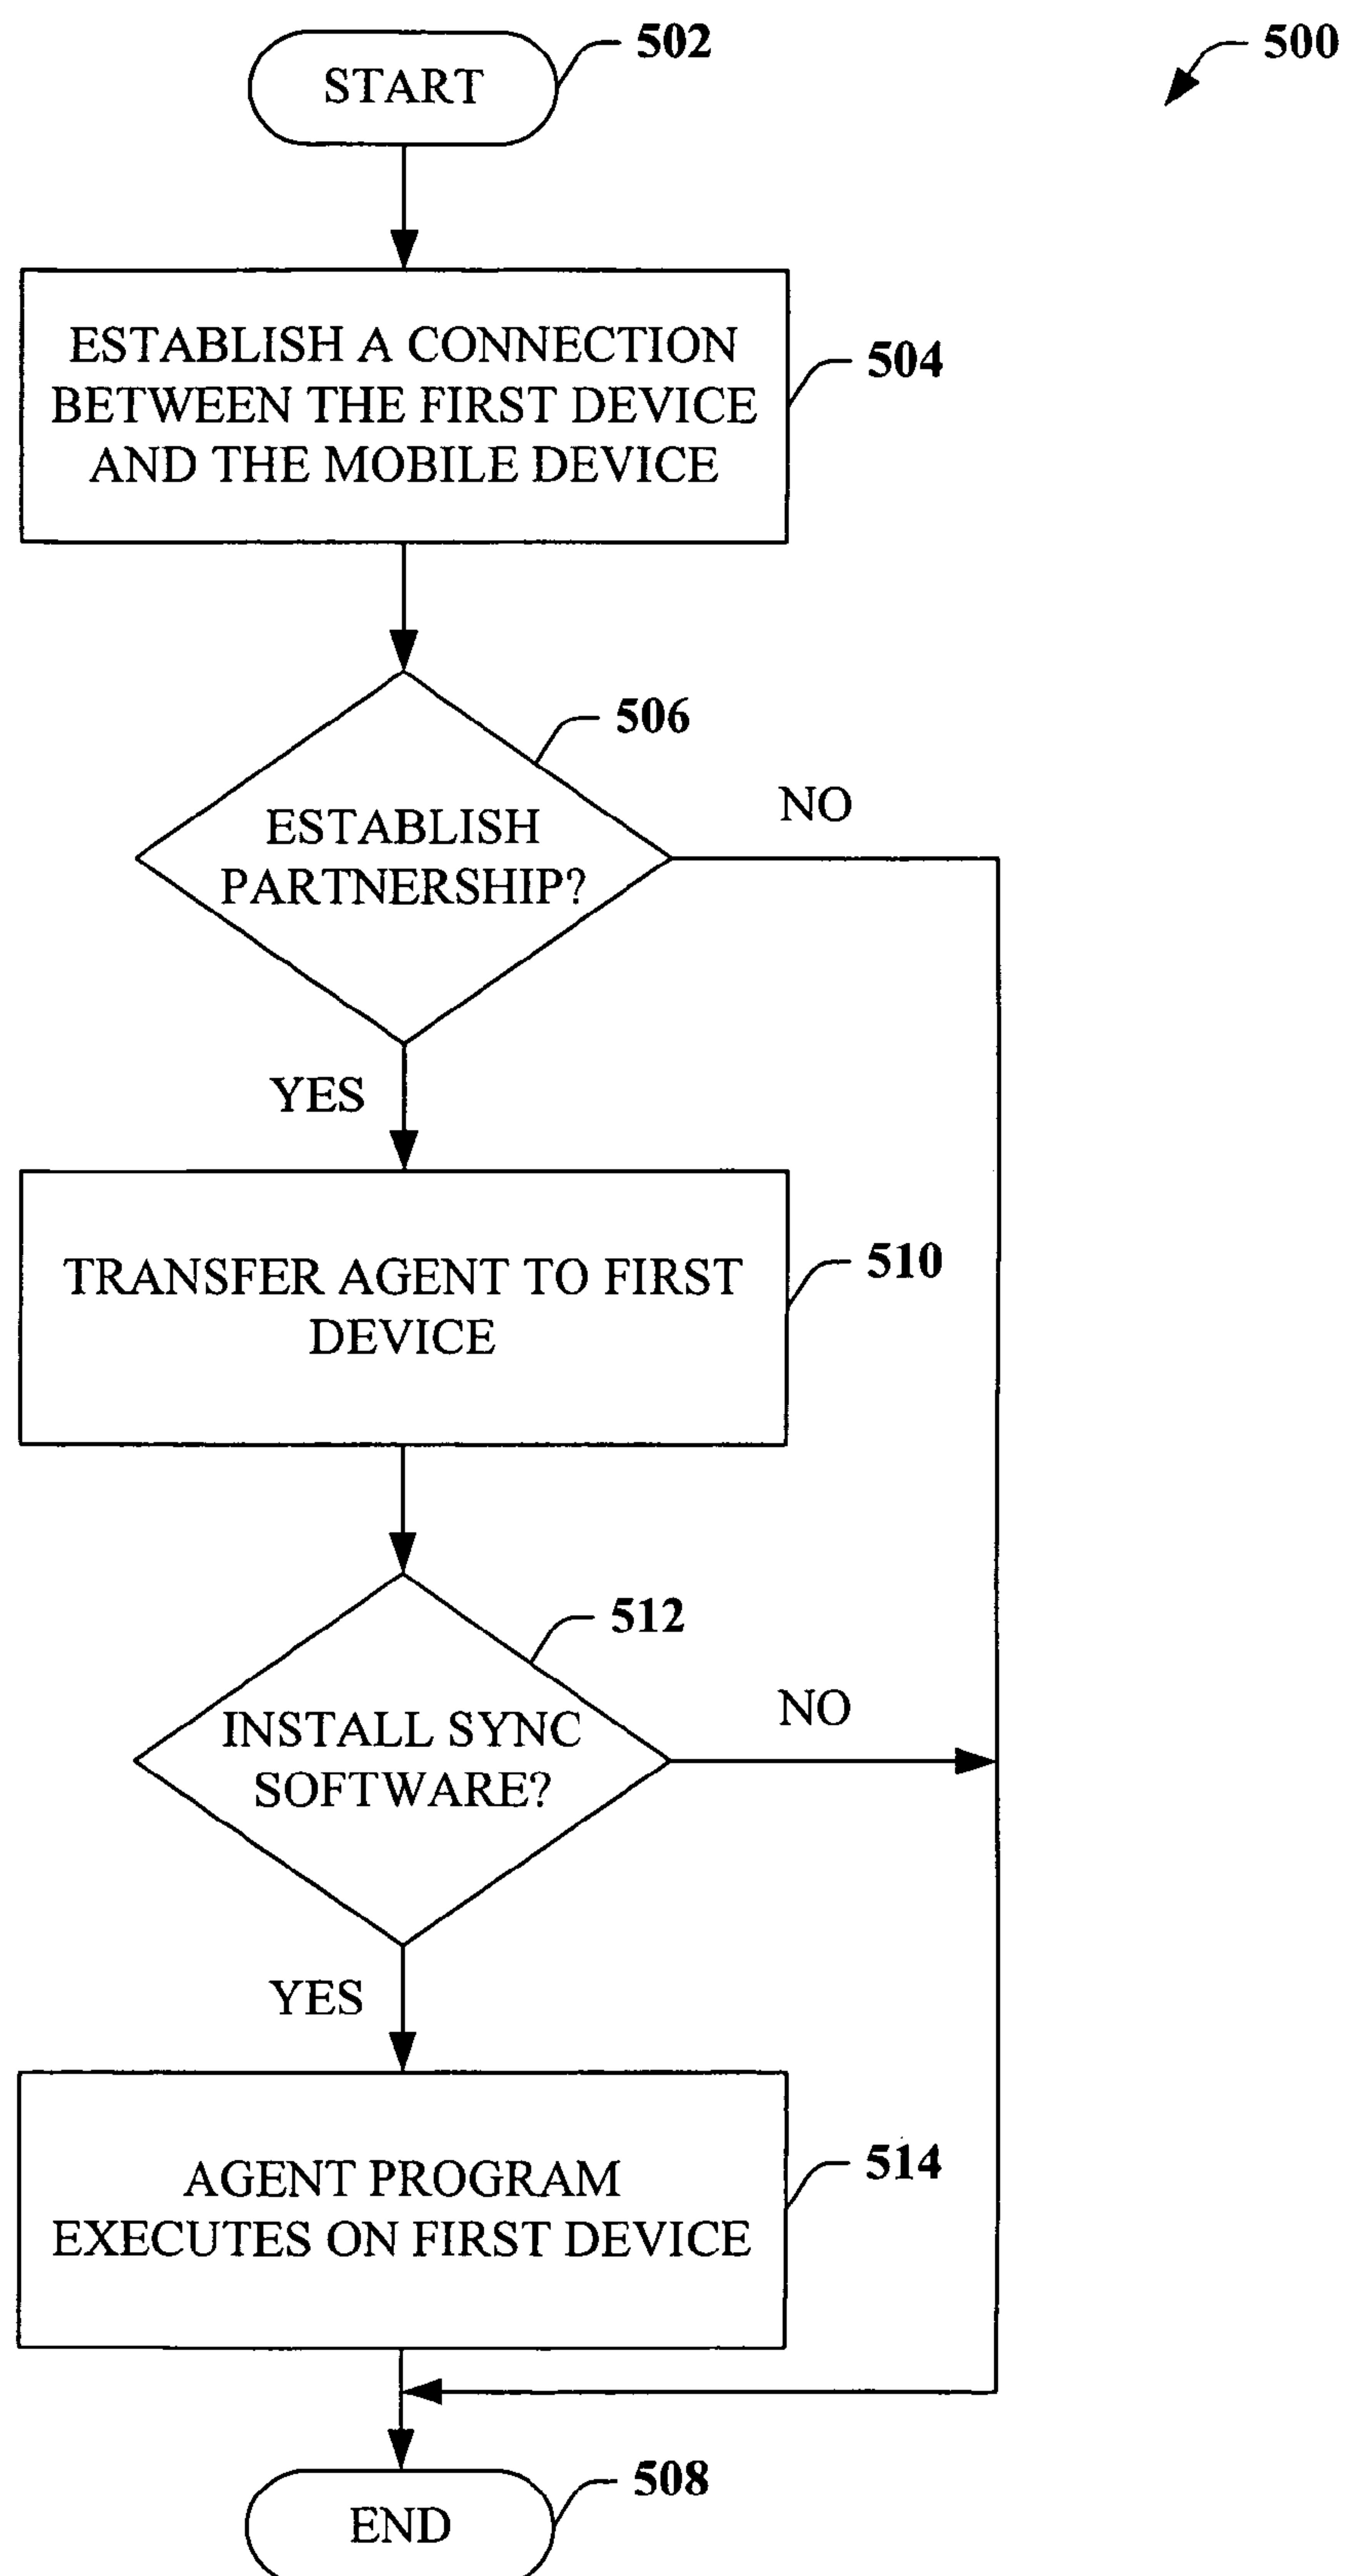 START
502
500
ESTABLISH A CONNECTION
BETWEEN THE FIRST DEVICE
AND THE MOBILE DEVICE
504
506
ESTABLISH
PARTNERSHIP?
NO
YES
TRANSFER AGENT TO FIRST
DEVICE
510
512
INSTALL SYNC
SOFTWARE?
NO
YES
AGENT PROGRAM
EXECUTES ON FIRST DEVICE
514
END
508